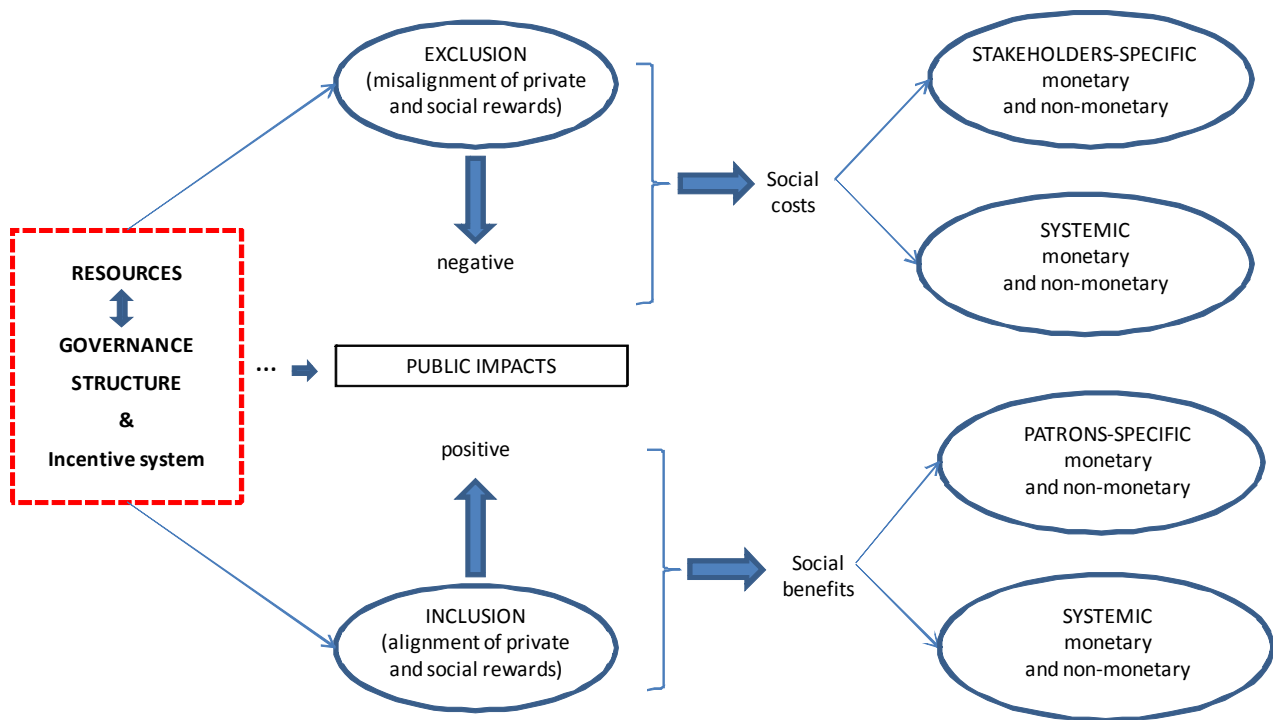 EXCLUSION
(misalignment of private
and social rewards)
negative
RESOURCES
GOVERNANCE
STRUCTURE
&
Incentive system
...
PUBLIC IMPACTS
positive
INCLUSION
(alignment of private
and social rewards)
Social
costs
STAKEHOLDERS-SPECIFIC
monetary
and non-monetary
SYSTEMIC
monetary
and non-monetary
Social
benefits
PATRONS-SPECIFIC
monetary
and non-monetary
SYSTEMIC
monetary
and non-monetary